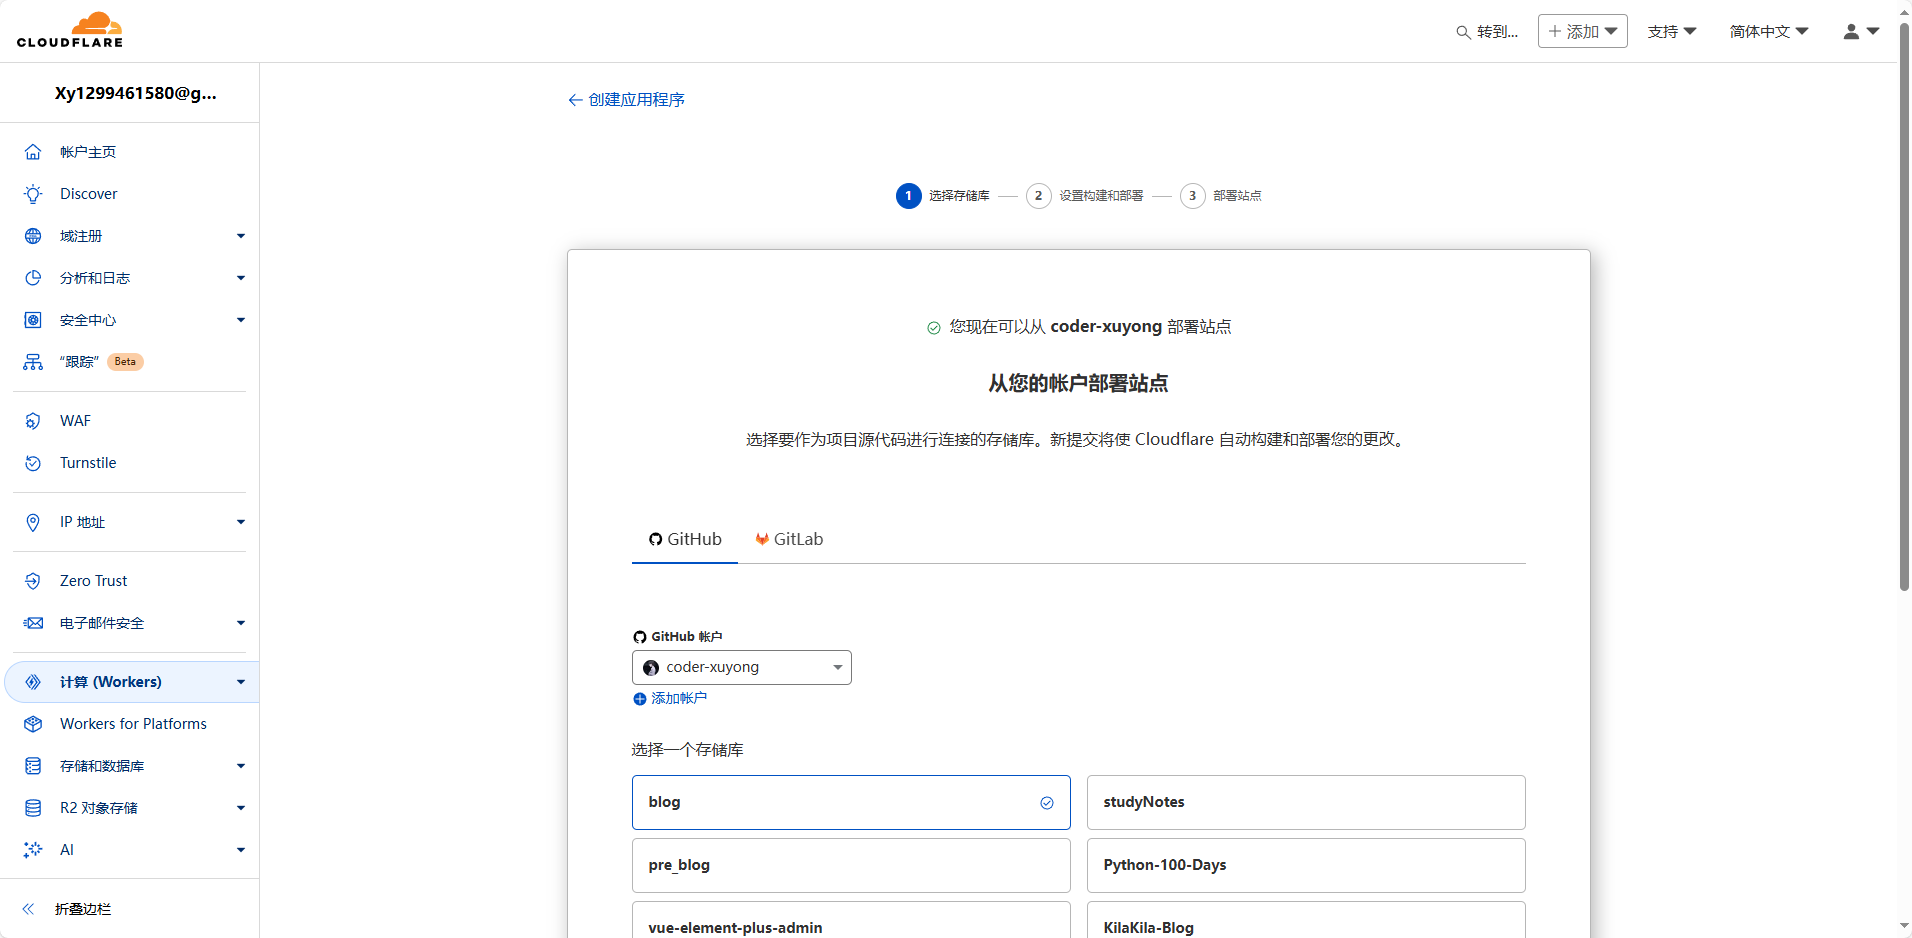 CLOUDFLARE
转到...
添加
支持
简体中文
Xy1299461580@g...
帐户主页
Discover
域注册
分析和日志
安全中心
“跟踪” Beta
WAF
Turnstile
IP 地址
Zero Trust
电子邮件安全
计算 (Workers)
Workers for Platforms
存储和数据库
R2 对象存储
AI
折叠边栏
创建应用程序
1 选择存储库
2 设置构建和部署
3 部署站点
您现在可以从 coder-xuyong 部署站点
从您的帐户部署站点
选择要作为项目源代码进行连接的存储库。新提交将使 Cloudflare 自动构建和部署您的更改。
GitHub
GitLab
GitHub 帐户
coder-xuyong
添加帐户
选择一个存储库
blog
studyNotes
pre_blog
Python-100-Days
vue-element-plus-admin
KilaKila-Blog